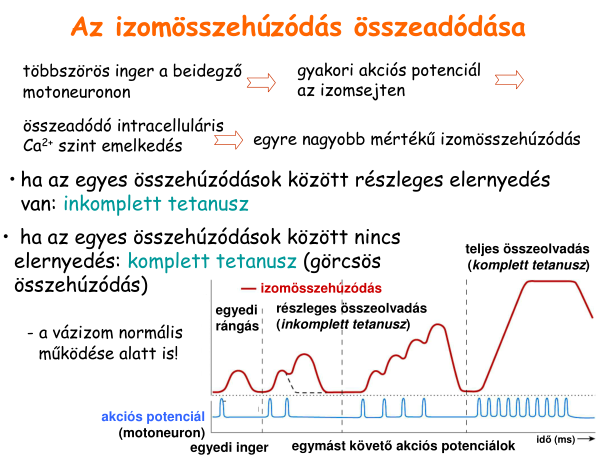 Az izomösszehúzódás összeadódása
többszörös inger a beidegző
motoneuronon
gyakori akciós potenciál
az izomsejten
összeadódó intracelluláris
Ca²⁺ szint emelkedés
egyre nagyobb mértékű izomösszehúzódás
• ha az egyes összehúzódások között részleges elernyedés
van: inkomplett tetanusz
• ha az egyes összehúzódások között nincs
elernyedés: komplett tetanusz (görcsös
összehúzódás)
- a vázizom normális
működése alatt is!
teljes összeolvadás
(komplett tetanusz)
izomösszehúzódás
egyedi
rángás
részleges összeolvadás
(inkomplett tetanusz)
akciós potenciál
(motoneuron)
egyedi inger
egymást követő akciós potenciálok
idő (ms)